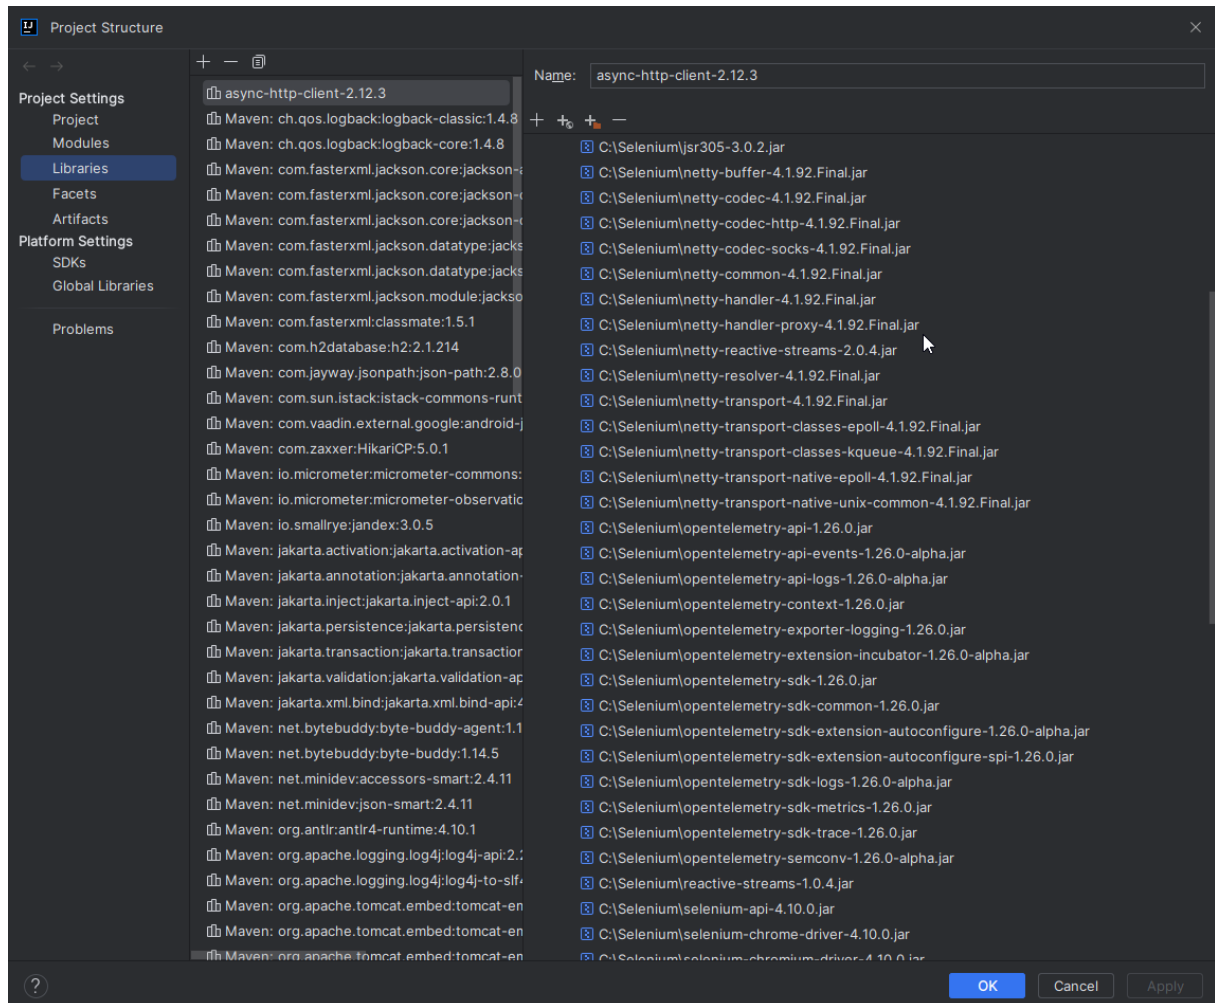 Project Structure
Project Settings
Project
Modules
Libraries
Facets
Artifacts
Platform Settings
SDKs
Global Libraries
Problems
async-http-client-2.12.3
Maven: ch.qos.logback:logback-classic:1.4.8
Maven: ch.qos.logback:logback-core:1.4.8
Maven: com.fasterxml.jackson.core:jackson-
Maven: com.fasterxml.jackson.core:jackson-
Maven: com.fasterxml.jackson.core:jackson-
Maven: com.fasterxml.jackson.datatype:jacks
Maven: com.fasterxml.jackson.datatype:jacks
Maven: com.fasterxml.jackson.module:jackso
Maven: com.fasterxml:classmate:1.5.1
Maven: com.h2database:h2:2.1.214
Maven: com.jayway.jsonpath:json-path:2.8.0
Maven: com.sun.istack:istack-commons-runt
Maven: com.vaadin.external.google:android-j
Maven: com.zaxxer:HikariCP:5.0.1
Maven: io.micrometer:micrometer-commons:
Maven: io.micrometer:micrometer-observatio
Maven: io.smallrye:jandex:3.0.5
Maven: jakarta.activation:jakarta.activation-ap
Maven: jakarta.annotation:jakarta.annotation-
Maven: jakarta.inject:jakarta.inject-api:2.0.1
Maven: jakarta.persistence:jakarta.persistenc
Maven: jakarta.transaction:jakarta.transaction
Maven: jakarta.validation:jakarta.validation-ap
Maven: jakarta.xml.bind:jakarta.xml.bind-api:4
Maven: net.bytebuddy:byte-buddy-agent:1.1
Maven: net.bytebuddy:byte-buddy:1.14.5
Maven: net.minidev:accessors-smart:2.4.11
Maven: net.minidev:json-smart:2.4.11
Maven: org.antlr:antlr4-runtime:4.10.1
Maven: org.apache.logging.log4j:log4j-api:2.2
Maven: org.apache.logging.log4j:log4j-to-slf4
Maven: org.apache.tomcat.embed:tomcat-em
Maven: org.apache.tomcat.embed:tomcat-em
Maven: org.apache.tomcat.embed:tomcat-em
Name: async-http-client-2.12.3
C:\Selenium\jsr305-3.0.2.jar
C:\Selenium\netty-buffer-4.1.92.Final.jar
C:\Selenium\netty-codec-4.1.92.Final.jar
C:\Selenium\netty-codec-http-4.1.92.Final.jar
C:\Selenium\netty-codec-socks-4.1.92.Final.jar
C:\Selenium\netty-common-4.1.92.Final.jar
C:\Selenium\netty-handler-4.1.92.Final.jar
C:\Selenium\netty-handler-proxy-4.1.92.Final.jar
C:\Selenium\netty-reactive-streams-2.0.4.jar
C:\Selenium\netty-resolver-4.1.92.Final.jar
C:\Selenium\netty-transport-4.1.92.Final.jar
C:\Selenium\netty-transport-classes-epoll-4.1.92.Final.jar
C:\Selenium\netty-transport-classes-kqueue-4.1.92.Final.jar
C:\Selenium\netty-transport-native-epoll-4.1.92.Final.jar
C:\Selenium\netty-transport-native-unix-common-4.1.92.Final.jar
C:\Selenium\opentelemetry-api-1.26.0.jar
C:\Selenium\opentelemetry-api-events-1.26.0-alpha.jar
C:\Selenium\opentelemetry-api-logs-1.26.0-alpha.jar
C:\Selenium\opentelemetry-context-1.26.0.jar
C:\Selenium\opentelemetry-exporter-logging-1.26.0.jar
C:\Selenium\opentelemetry-extension-incubator-1.26.0-alpha.jar
C:\Selenium\opentelemetry-sdk-1.26.0.jar
C:\Selenium\opentelemetry-sdk-common-1.26.0.jar
C:\Selenium\opentelemetry-sdk-extension-autoconfigure-1.26.0-alpha.jar
C:\Selenium\opentelemetry-sdk-extension-autoconfigure-spi-1.26.0.jar
C:\Selenium\opentelemetry-sdk-logs-1.26.0-alpha.jar
C:\Selenium\opentelemetry-sdk-metrics-1.26.0.jar
C:\Selenium\opentelemetry-sdk-trace-1.26.0.jar
C:\Selenium\opentelemetry-semconv-1.26.0-alpha.jar
C:\Selenium\reactive-streams-1.0.4.jar
C:\Selenium\selenium-api-4.10.0.jar
C:\Selenium\selenium-chrome-driver-4.10.0.jar
C:\Selenium\selenium-chromium-driver-4.10.0.jar
OK
Cancel
Apply